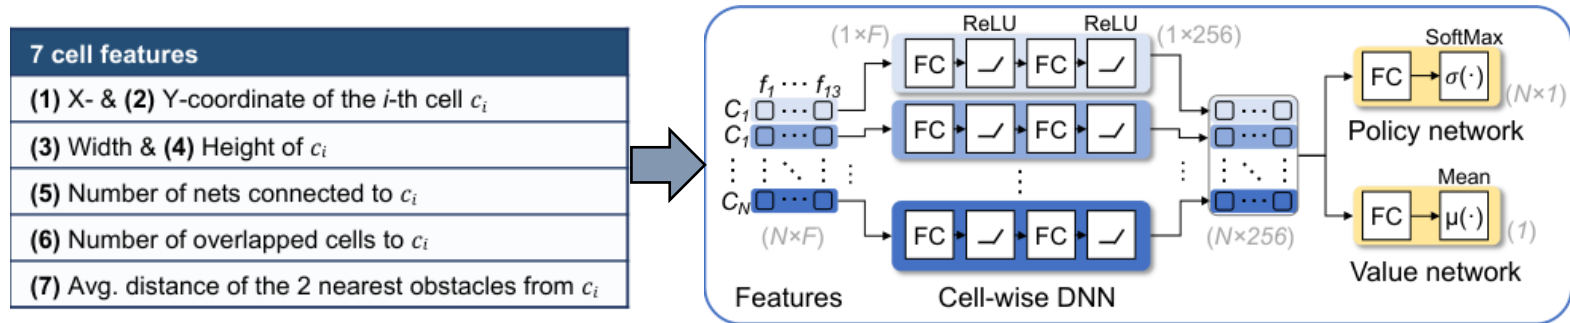 7 cell features
(1) X- & (2) Y-coordinate of the i-th cell cᵢ
(3) Width & (4) Height of cᵢ
(5) Number of nets connected to cᵢ
(6) Number of overlapped cells to cᵢ
(7) Avg. distance of the 2 nearest obstacles from cᵢ
f₁ ⋯ f₁₃
C₁
C₁
C_N
(N×F)
Features
(1×F)
ReLU
ReLU
(1×256)
FC
FC
FC
FC
FC
FC
Cell-wise DNN
(N×256)
SoftMax
FC
σ(·)
(N×1)
Policy network
Mean
FC
μ(·)
(1)
Value network